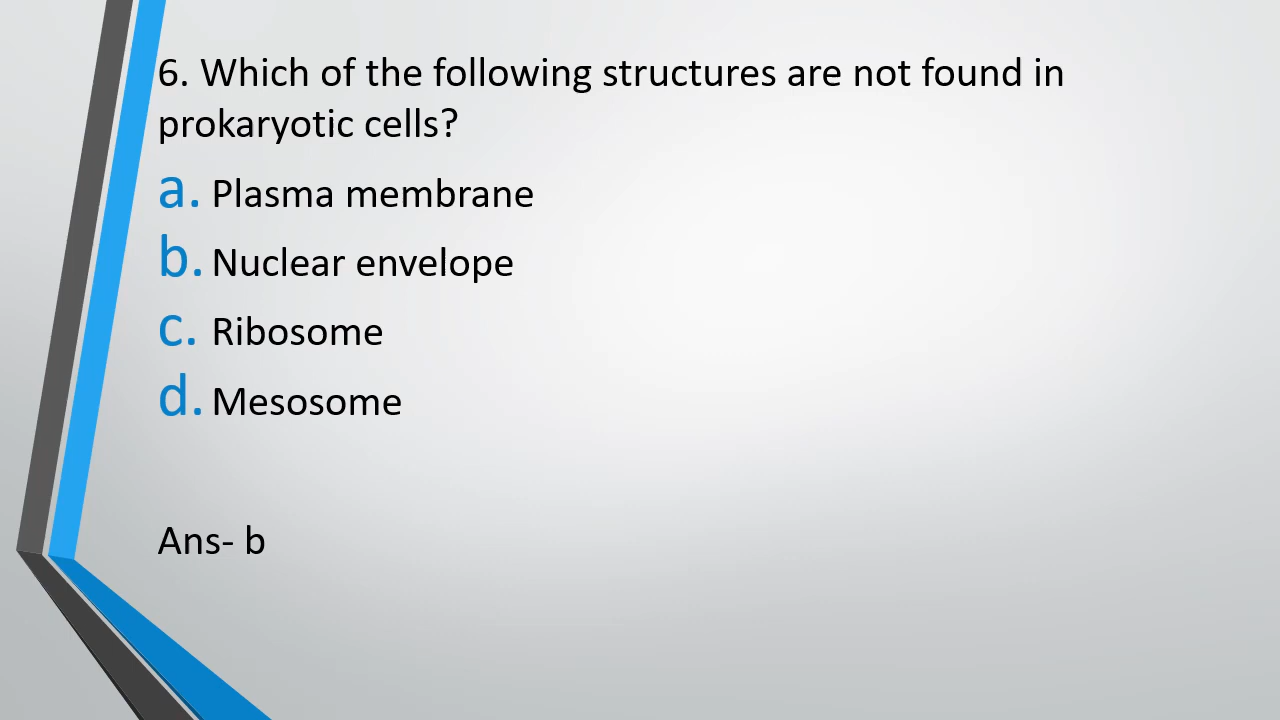 6. Which of the following structures are not found in
prokaryotic cells?
a. Plasma membrane
b. Nuclear envelope
c. Ribosome
d. Mesosome
Ans- b